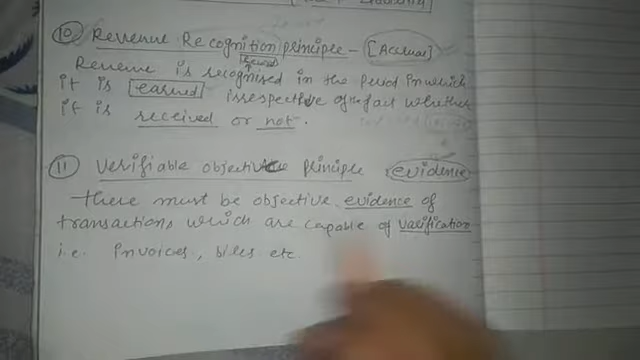 10 Revenue Recognition principle - [Accrual]
Record
Revenue is recognised in the period in which
it is [earned] irrespective of the fact whether
it is received or not.
11 Verifiable objective principle (evidence)
There must be objective evidence of
transactions which are capable of varification
i.e. invoices, bills etc